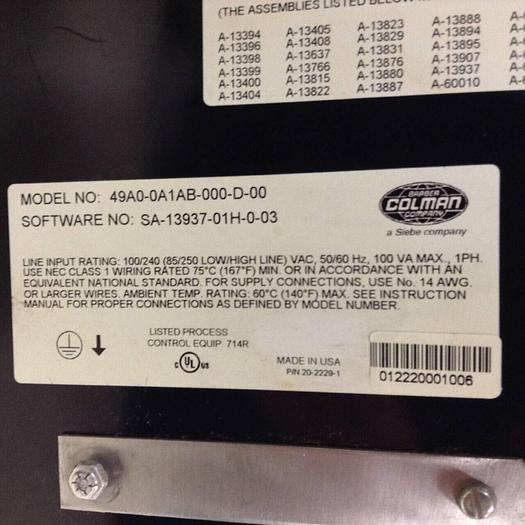 (THE ASSEMBLIES LISTED BELOW
A-13394 A-13405 A-13823 A-13888
A-13396 A-13408 A-13829 A-13894
A-13398 A-13637 A-13831 A-13895
A-13399 A-13766 A-13876 A-13907
A-13400 A-13815 A-13880 A-13937
A-13404 A-13822 A-13887 A-60010
MODEL NO: 49A0-0A1AB-000-D-00
SOFTWARE NO: SA-13937-01H-0-03
BARBER
COLMAN
COMPANY
a Siebe company
LINE INPUT RATING: 100/240 (85/250 LOW/HIGH LINE) VAC, 50/60 Hz, 100 VA MAX., 1PH.
USE NEC CLASS 1 WIRING RATED 75°C (167°F) MIN. OR IN ACCORDANCE WITH AN
EQUIVALENT NATIONAL STANDARD. FOR SUPPLY CONNECTIONS, USE No. 14 AWG.
OR LARGER WIRES. AMBIENT TEMP. RATING: 60°C (140°F) MAX. SEE INSTRUCTION
MANUAL FOR PROPER CONNECTIONS AS DEFINED BY MODEL NUMBER.
LISTED PROCESS
CONTROL EQUIP. 714R
c UL us
MADE IN USA
P/N 20-2229-1
012220001006